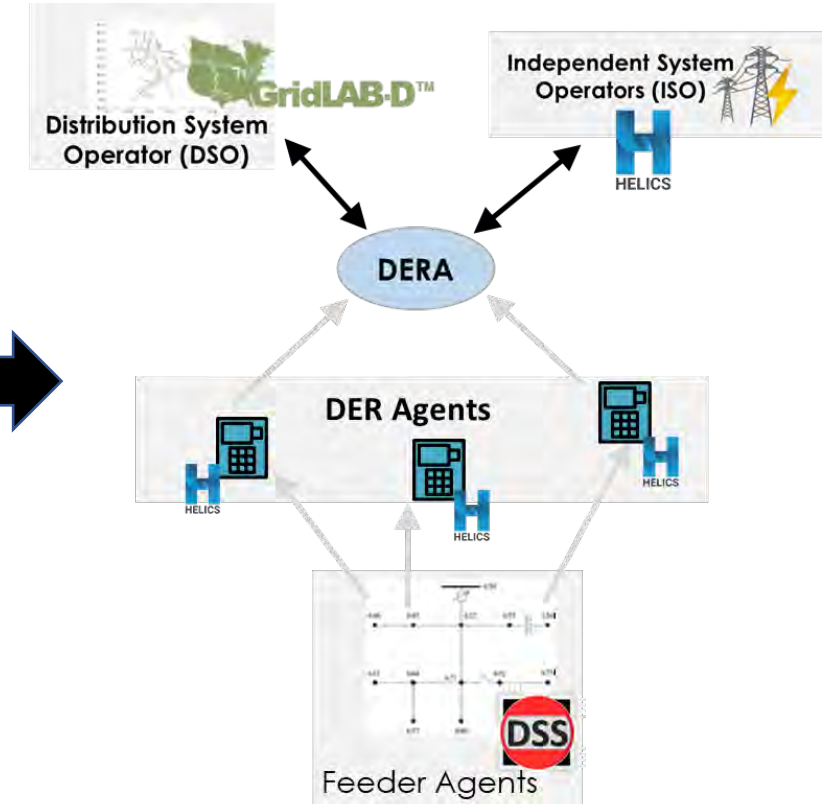 GridLAB-D™
Distribution System
Operator (DSO)
Independent System
Operators (ISO)
HELICS
DERA
DER Agents
HELICS
HELICS
HELICS
DSS
Feeder Agents